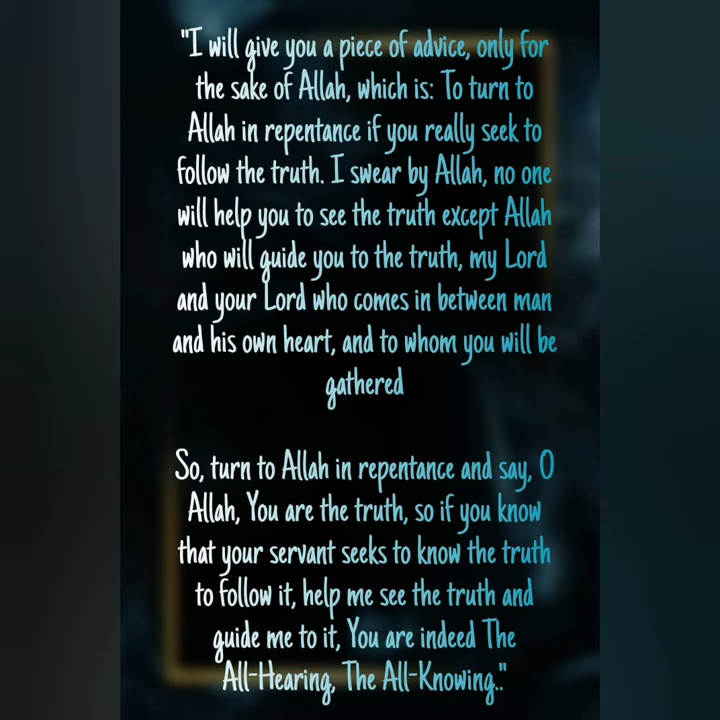 "I will give you a piece of advice, only for
the sake of Allah, which is: To turn to
Allah in repentance if you really seek to
follow the truth. I swear by Allah, no one
will help you to see the truth except Allah
who will guide you to the truth, my Lord
and your Lord who comes in between man
and his own heart, and to whom you will be
gathered
So, turn to Allah in repentance and say, O
Allah, You are the truth, so if you know
that your servant seeks to know the truth
to follow it, help me see the truth and
guide me to it, You are indeed The
All-Hearing, The All-Knowing."